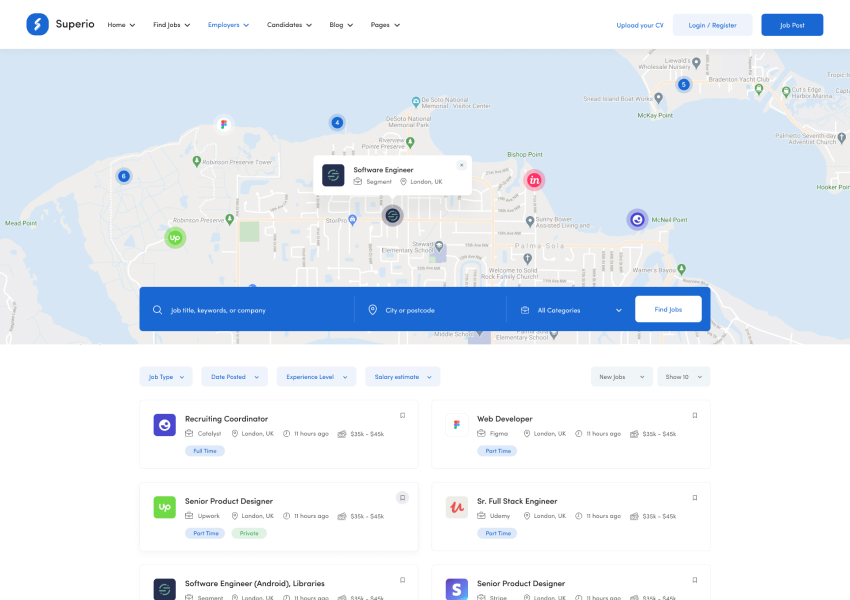 Superio
Home
Find Jobs
Employers
Candidates
Blog
Pages
Upload your CV
Login / Register
Job Post
Liewald's
Wholesale Nursery
Bradenton Yacht Club
5
Snead Island Boat Works
McKay Point
Cut's Edge
Harbor Marina
Palmetto Seventh-day
Adventist Church
De Soto National
Memorial - Visitor Center
DeSoto National
Memorial Park
4
Riverview
Pointe Preserve
Robinson Preserve Tower
6
Bishop Point
Software Engineer
Segment
London, UK
in
Hooker Poin
Mead Point
Robinson Preserve
SturPro
Up
Sunny Bower
Assisted Living and
McNeil Point
Palma Sola
Stewart
Elementary School
Welcome to Solid
Rock Family Church!
Warner's Bayou
Job title, keywords, or company
City or postcode
All Categories
Find Jobs
Middle School
Elementary School
Job Type
Date Posted
Experience Level
Salary estimate
New Jobs
Show 10
Recruiting Coordinator
Catalyst
London, UK
11 hours ago
$35k - $45k
Full Time
Web Developer
Figma
London, UK
11 hours ago
$35k - $45k
Part Time
Up
Senior Product Designer
Upwork
London, UK
11 hours ago
$35k - $45k
Part Time
Private
Sr. Full Stack Engineer
Udemy
London, UK
11 hours ago
$35k - $45k
Part Time
Software Engineer (Android), Libraries
Segment
London, UK
11 hours ago
$35k - $45k
S
Senior Product Designer
Stripe
London, UK
11 hours ago
$35k - $45k